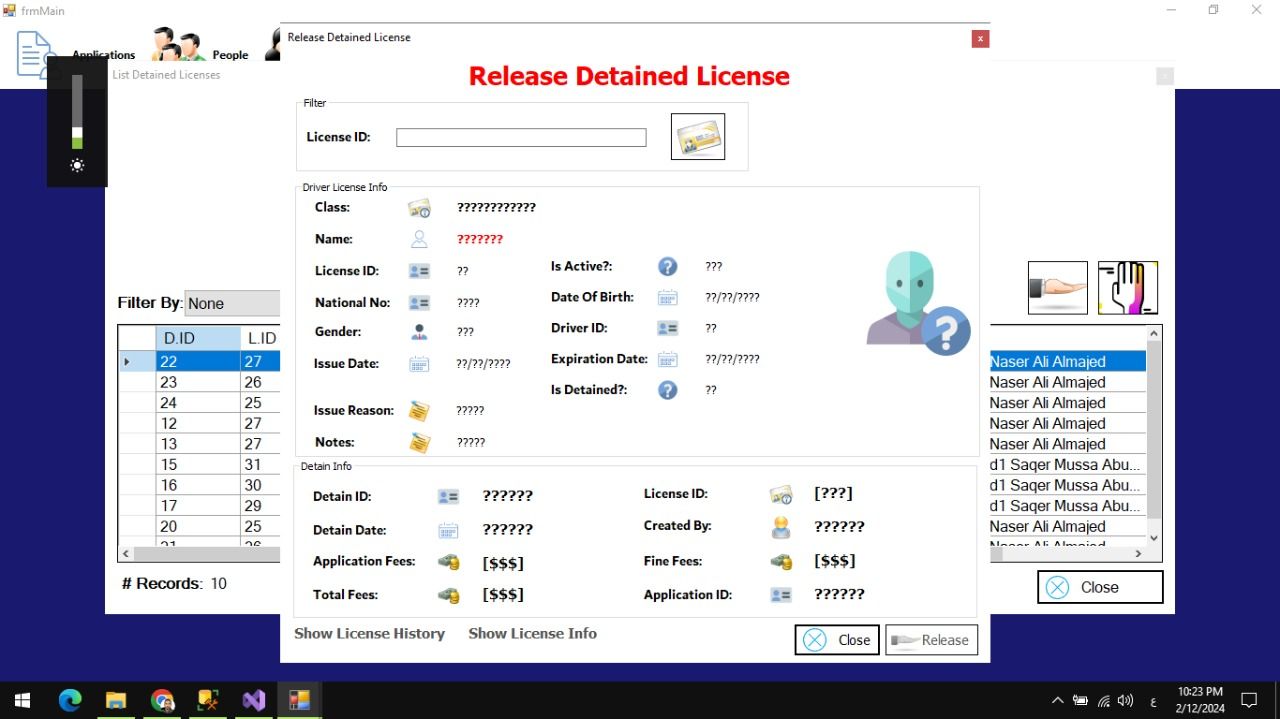 frmMain
Applications
People
List Detained Licenses
Release Detained License
x
Release Detained License
Filter
License ID:
Driver License Info
Class: ????????????
Name: ???????
License ID: ??
Is Active?: ???
National No: ????
Date Of Birth: ??/??/????
Gender: ???
Driver ID: ??
Issue Date: ??/??/????
Expiration Date: ??/??/????
Is Detained?: ??
Issue Reason: ?????
Notes: ?????
Detain Info
Detain ID: ??????
License ID: [???]
Detain Date: ??????
Created By: ??????
Application Fees: [$$$]
Fine Fees: [$$$]
Total Fees: [$$$]
Application ID: ??????
Show License History Show License Info
Close Release
Filter By: None
D.ID L.ID
22 27 Naser Ali Almajed
23 26 Naser Ali Almajed
24 25 Naser Ali Almajed
12 27 Naser Ali Almajed
13 27 Naser Ali Almajed
15 31 d1 Saqer Mussa Abu...
16 30 d1 Saqer Mussa Abu...
17 29 d1 Saqer Mussa Abu...
20 25 Naser Ali Almajed
21 26 Naser Ali Almajed
# Records: 10
Close
ع
10:23 PM
2/12/2024